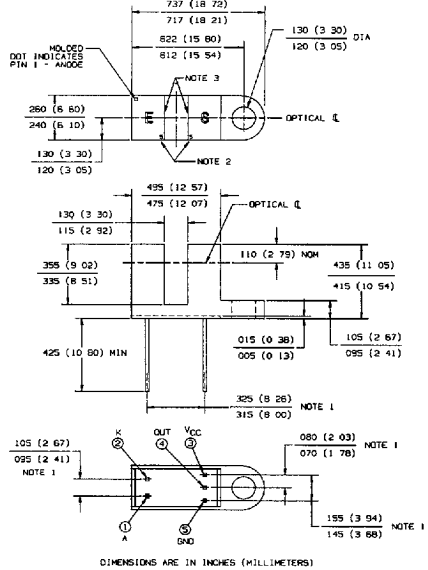 737 (18 72)
717 (18 21)
622 (15 80)
612 (15 54)
130 (3 30)
120 (3 05)
DIA
MOLDED
DOT INDICATES
PIN 1 - ANODE
NOTE 3
260 (6 60)
240 (6 10)
E
S
OPTICAL ℄
130 (3 30)
120 (3 05)
NOTE 2
495 (12 57)
475 (12 07)
130 (3 30)
115 (2 92)
OPTICAL ℄
110 (2 79) NOM
355 (9 02)
335 (8 51)
435 (11 05)
415 (10 54)
425 (10 80) MIN
015 (0 38)
005 (0 13)
105 (2 67)
095 (2 41)
325 (8 26)
315 (8 00)
NOTE 1
105 (2 67)
095 (2 41)
NOTE 1
K
2
OUT
4
VCC
3
080 (2 03)
070 (1 78)
NOTE 1
1
A
5
GND
155 (3 94)
145 (3 68)
NOTE 1
DIMENSIONS ARE IN INCHES (MILLIMETERS)